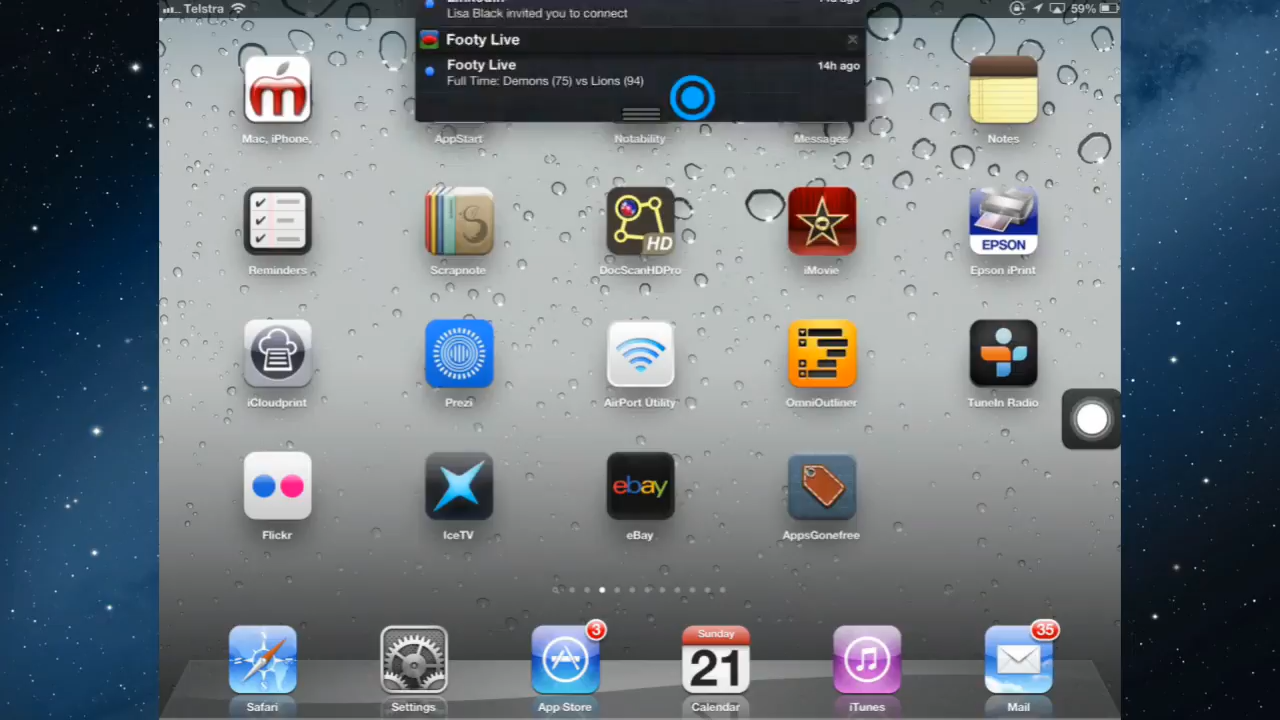 Telstra
59%
LinkedIn
14h ago
Lisa Black invited you to connect
Footy Live
Footy Live
14h ago
Full Time: Demons (75) vs Lions (94)
Mac, iPhone,
AppStart
Notability
Messages
Notes
Reminders
Scrapnote
HD
DocScanHDPro
iMovie
EPSON
Epson iPrint
iCloudprint
Prezi
AirPort Utility
OmniOutliner
TuneIn Radio
Flickr
IceTV
ebay
eBay
AppsGonefree
3
Sunday
21
35
Safari
Settings
App Store
Calendar
iTunes
Mail